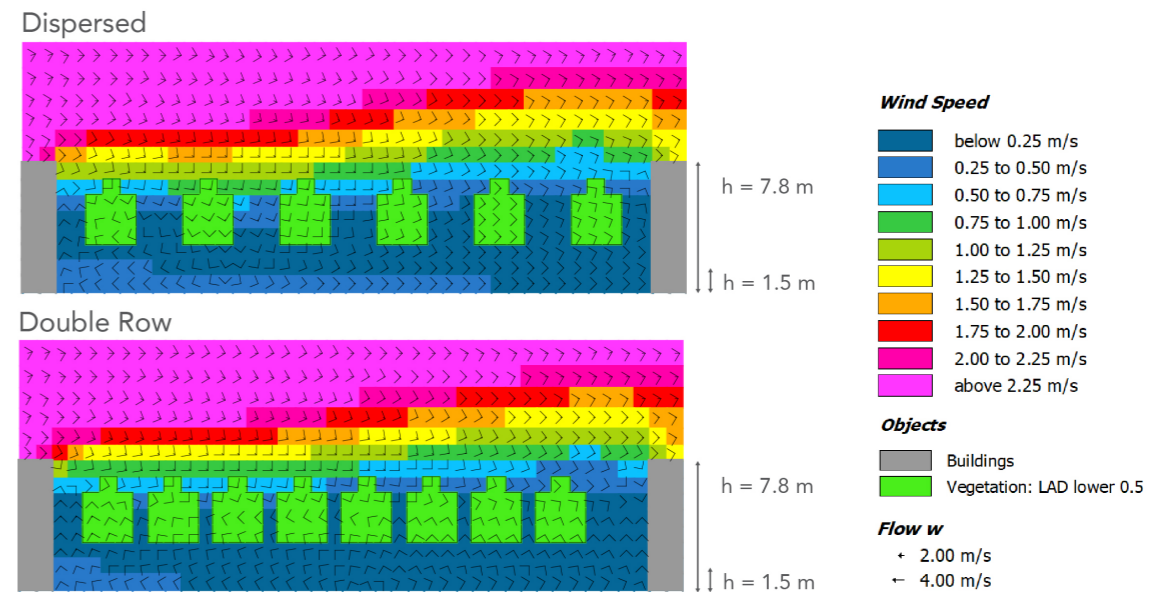 Dispersed
h = 7.8 m
h = 1.5 m
Double Row
h = 7.8 m
h = 1.5 m
Wind Speed
below 0.25 m/s
0.25 to 0.50 m/s
0.50 to 0.75 m/s
0.75 to 1.00 m/s
1.00 to 1.25 m/s
1.25 to 1.50 m/s
1.50 to 1.75 m/s
1.75 to 2.00 m/s
2.00 to 2.25 m/s
above 2.25 m/s
Objects
Buildings
Vegetation: LAD lower 0.5
Flow w
2.00 m/s
4.00 m/s